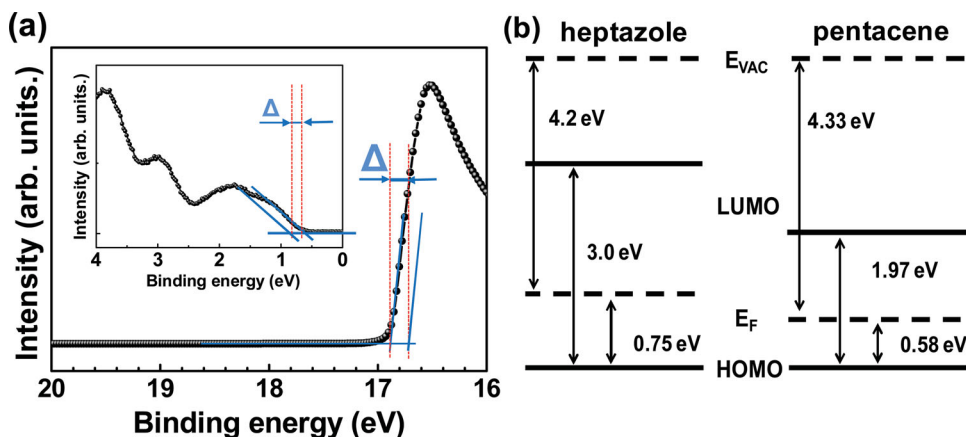 (a)
Intensity (arb. units.)
Intensity (arb. units.)
Δ
4 3 2 1 0
Binding energy (eV)
Δ
20 19 18 17 16
Binding energy (eV)
(b)
heptazole pentacene
E_VAC
4.2 eV 4.33 eV
LUMO
3.0 eV 1.97 eV
E_F
0.75 eV 0.58 eV
HOMO